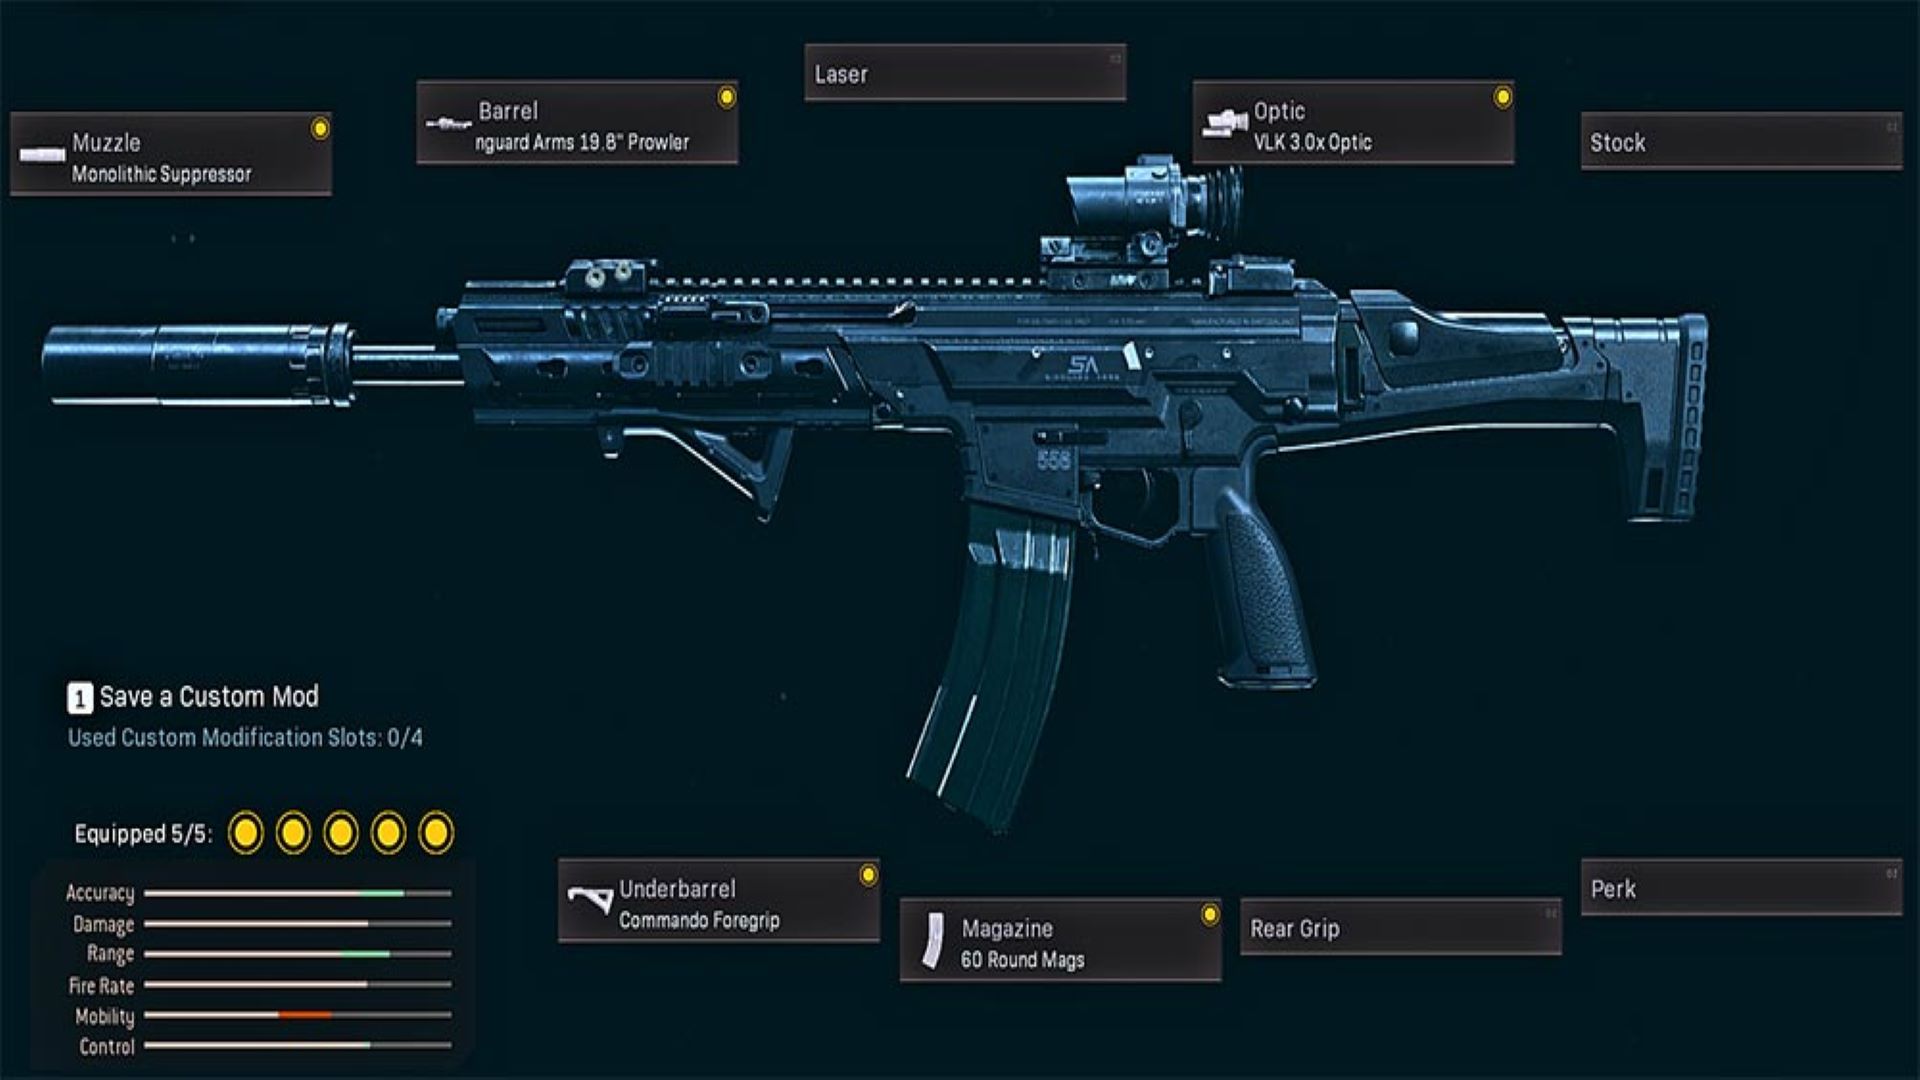 Laser
Barrel
nguard Arms 19.8" Prowler
Optic
VLK 3.0x Optic
Muzzle
Monolithic Suppressor
Stock
SA
556
1 Save a Custom Mod
Used Custom Modification Slots: 0/4
Equipped 5/5:
Accuracy
Damage
Range
Fire Rate
Mobility
Control
Underbarrel
Commando Foregrip
Magazine
60 Round Mags
Rear Grip
Perk